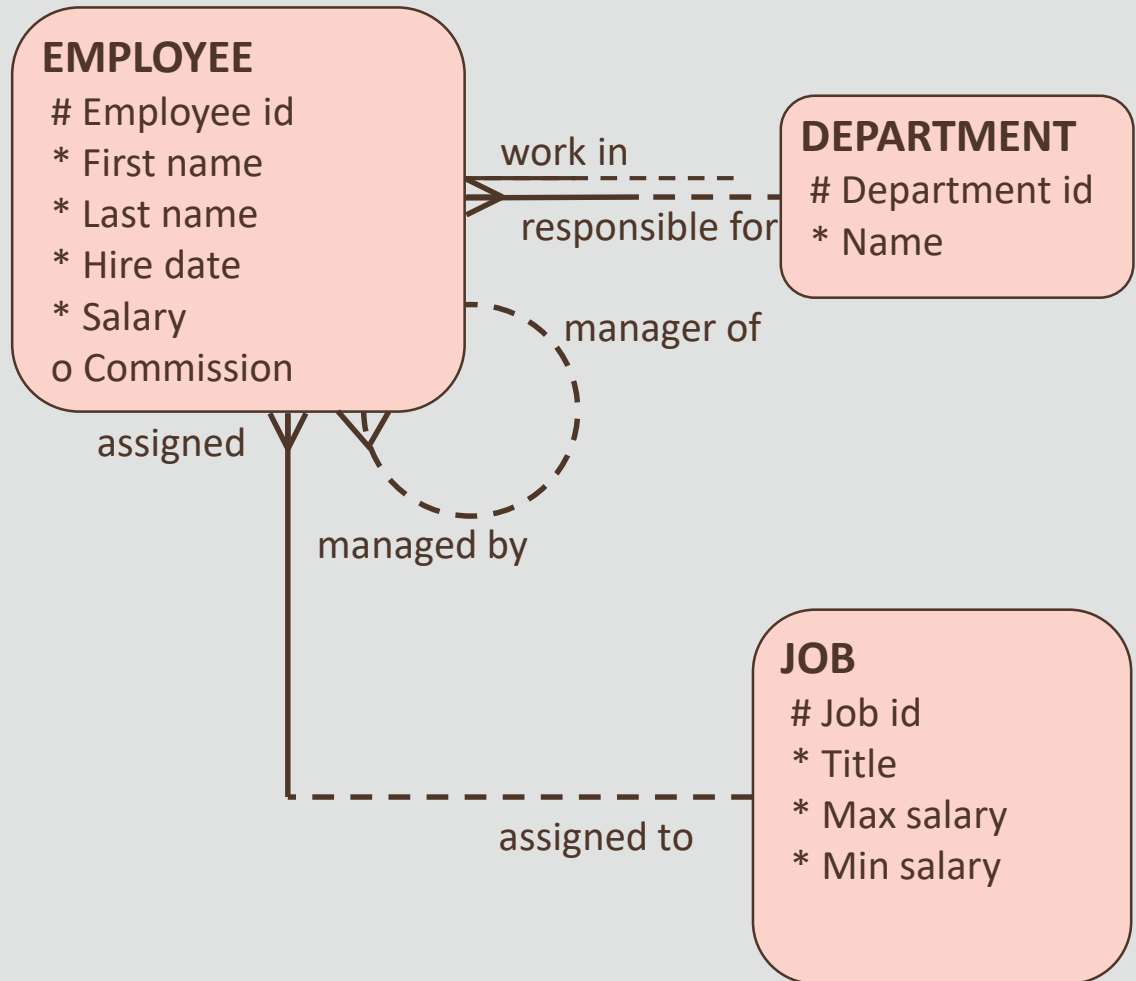 EMPLOYEE
# Employee id
* First name
* Last name
* Hire date
* Salary
o Commission
work in
responsible for
DEPARTMENT
# Department id
* Name
manager of
assigned
managed by
JOB
# Job id
* Title
* Max salary
* Min salary
assigned to